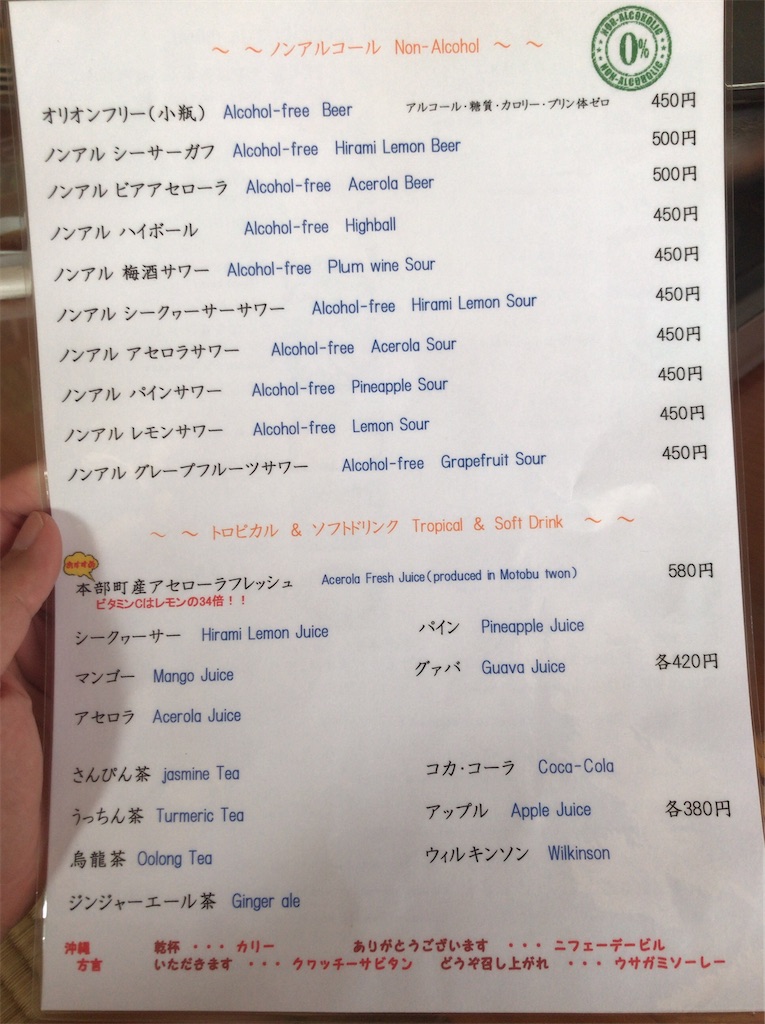 ～ ～ ノンアルコール Non-Alcohol ～ ～
NON-ALCOHOLIC 0% NON-ALCOHOLIC
オリオンフリー(小瓶) Alcohol-free Beer アルコール・糖質・カロリー・プリン体ゼロ 450円
ノンアル シーサーガフ Alcohol-free Hirami Lemon Beer 500円
ノンアル ビアアセローラ Alcohol-free Acerola Beer 500円
ノンアル ハイボール Alcohol-free Highball 450円
ノンアル 梅酒サワー Alcohol-free Plum wine Sour 450円
ノンアル シークヮーサーサワー Alcohol-free Hirami Lemon Sour 450円
ノンアル アセロラサワー Alcohol-free Acerola Sour 450円
ノンアル パインサワー Alcohol-free Pineapple Sour 450円
ノンアル レモンサワー Alcohol-free Lemon Sour 450円
ノンアル グレープフルーツサワー Alcohol-free Grapefruit Sour 450円
～ ～ トロピカル & ソフトドリンク Tropical & Soft Drink ～ ～
おすすめ
本部町産アセローラフレッシュ Acerola Fresh Juice(produced in Motobu twon) 580円
ビタミンCはレモンの34倍！！
シークヮーサー Hirami Lemon Juice パイン Pineapple Juice
マンゴー Mango Juice グァバ Guava Juice 各420円
アセロラ Acerola Juice
さんぴん茶 jasmine Tea コカ・コーラ Coca-Cola
うっちん茶 Turmeric Tea アップル Apple Juice 各380円
烏龍茶 Oolong Tea ウィルキンソン Wilkinson
ジンジャーエール茶 Ginger ale
沖縄 乾杯 ・・・ カリー ありがとうございます ・・・ ニフェーデービル
方言 いただきます ・・・ クワッチーサビタン どうぞ召し上がれ ・・・ ウサガミソーレー